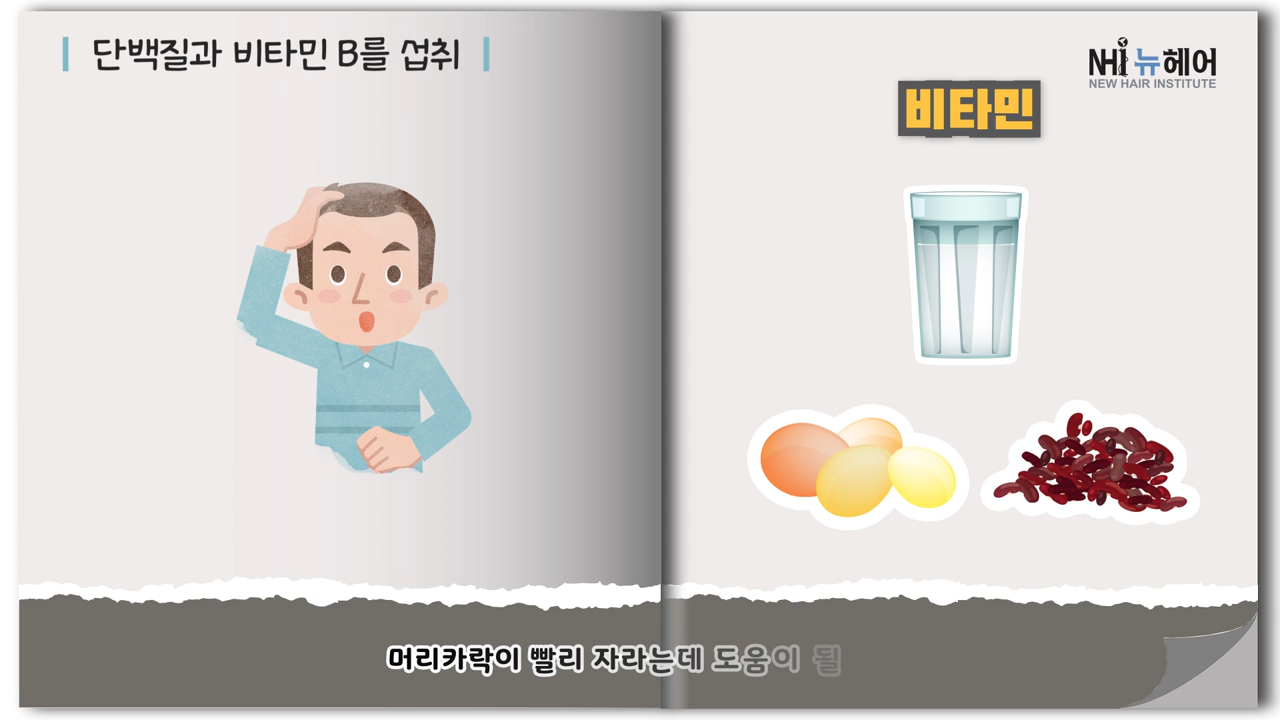 단백질과 비타민 B를 섭취
NHI 뉴헤어
NEW HAIR INSTITUTE
비타민
머리카락이 빨리 자라는데 도움이 될